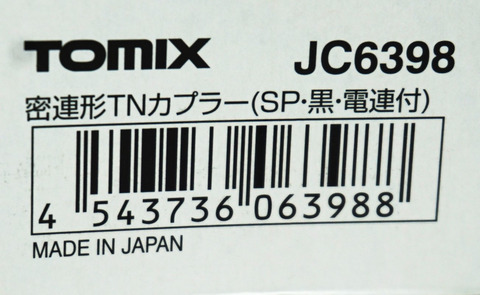 TOMIX JC6398
密連形TNカプラー(SP･黒･電連付)
4 543736 063988
MADE IN JAPAN